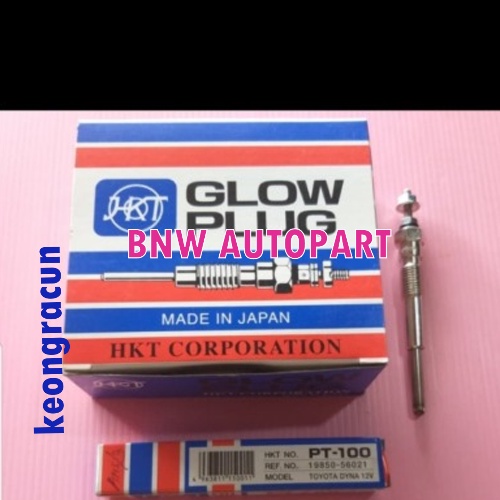 HKT
GLOW
PLUG
BNW AUTOPART
keongracun
MADE IN JAPAN
HKT CORPORATION
HKT NO. PT-100
REF. NO. 19850-56021
MODEL TOYOTA DYNA 12V